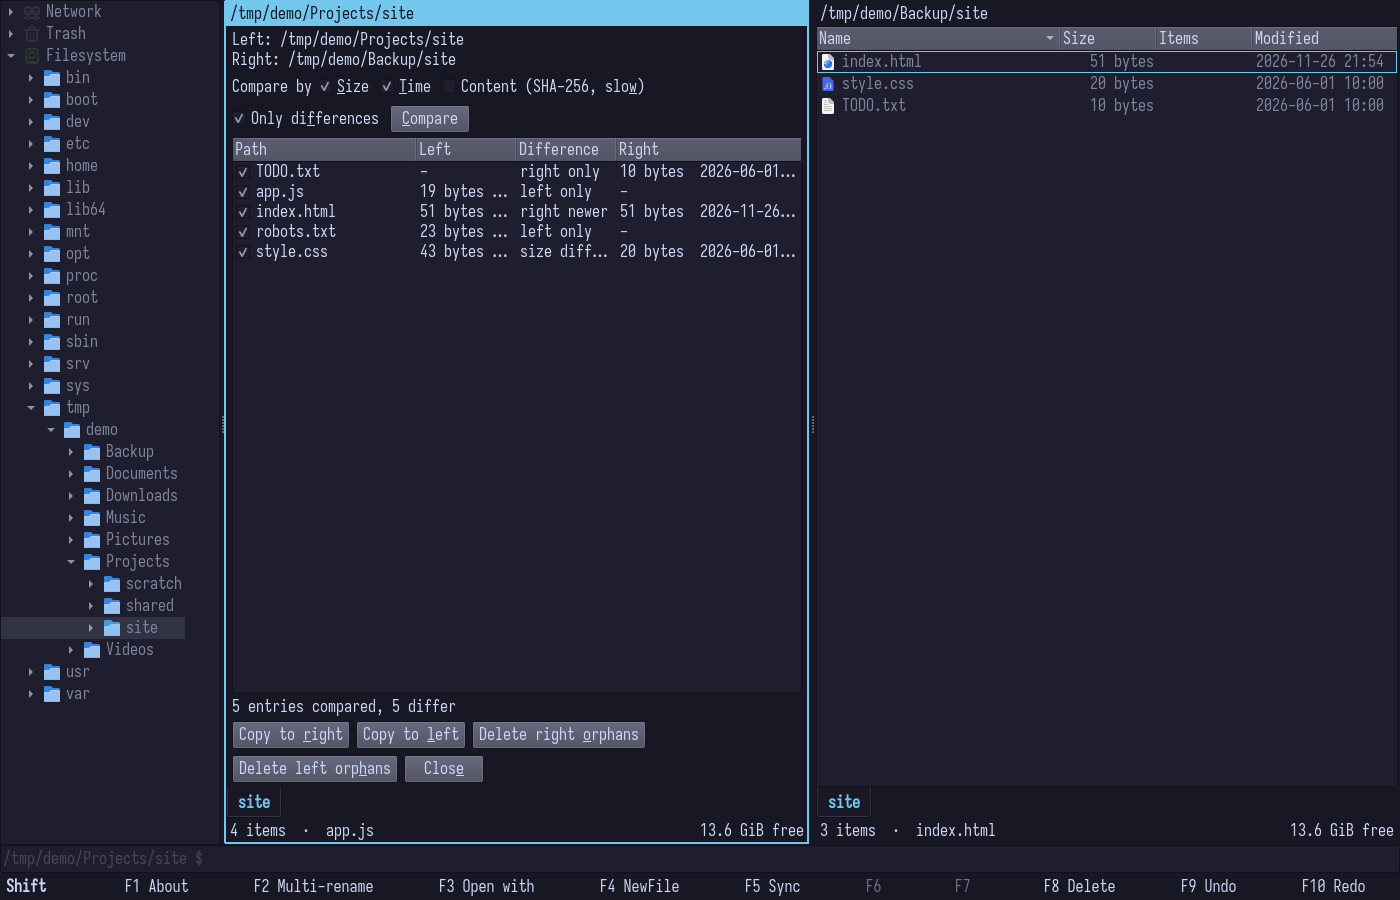 Network
Trash
Filesystem
bin
boot
dev
etc
home
lib
lib64
mnt
opt
proc
root
run
sbin
srv
sys
tmp
demo
Backup
Documents
Downloads
Music
Pictures
Projects
scratch
shared
site
Videos
usr
var
/tmp/demo/Projects/site
Left: /tmp/demo/Projects/site
Right: /tmp/demo/Backup/site
Compare by Size Time Content (SHA-256, slow)
Only differences Compare
Path Left Difference Right
TODO.txt – right only 10 bytes 2026-06-01...
app.js 19 bytes ... left only –
index.html 51 bytes ... right newer 51 bytes 2026-11-26...
robots.txt 23 bytes ... left only –
style.css 43 bytes ... size diff... 20 bytes 2026-06-01...
5 entries compared, 5 differ
Copy to right Copy to left Delete right orphans
Delete left orphans Close
site
4 items · app.js 13.6 GiB free
/tmp/demo/Backup/site
Name Size Items Modified
index.html 51 bytes 2026-11-26 21:54
style.css 20 bytes 2026-06-01 10:00
TODO.txt 10 bytes 2026-06-01 10:00
site
3 items · index.html 13.6 GiB free
/tmp/demo/Projects/site $
Shift F1 About F2 Multi-rename F3 Open with F4 NewFile F5 Sync F6 F7 F8 Delete F9 Undo F10 Redo